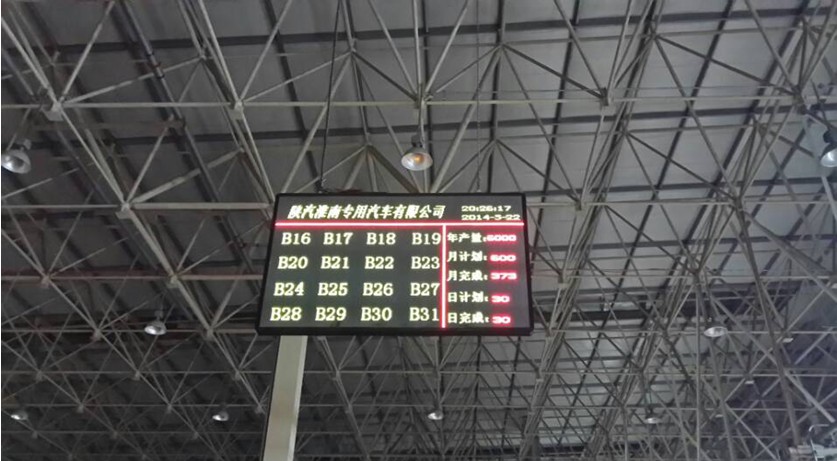 陕汽淮南专用汽车有限公司
20:26:17
2014-3-22
B16 B17 B18 B19
B20 B21 B22 B23
B24 B25 B26 B27
B28 B29 B30 B31
年产量:6000
月计划:600
月完成:373
日计划:30
日完成:30